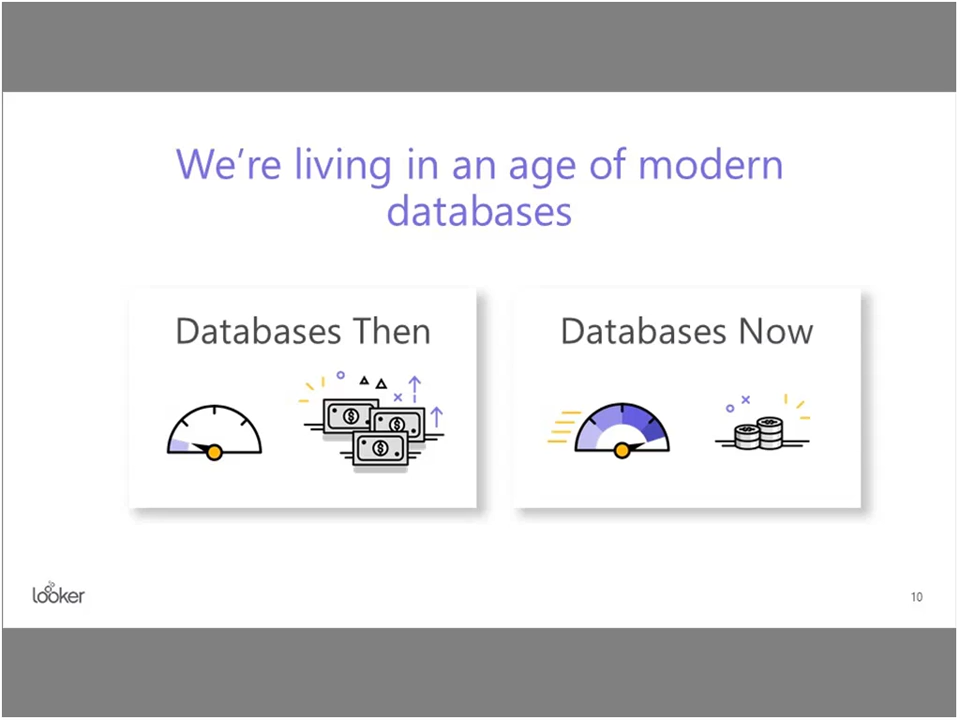 We’re living in an age of modern
databases
Databases Then
Databases Now
looker
10